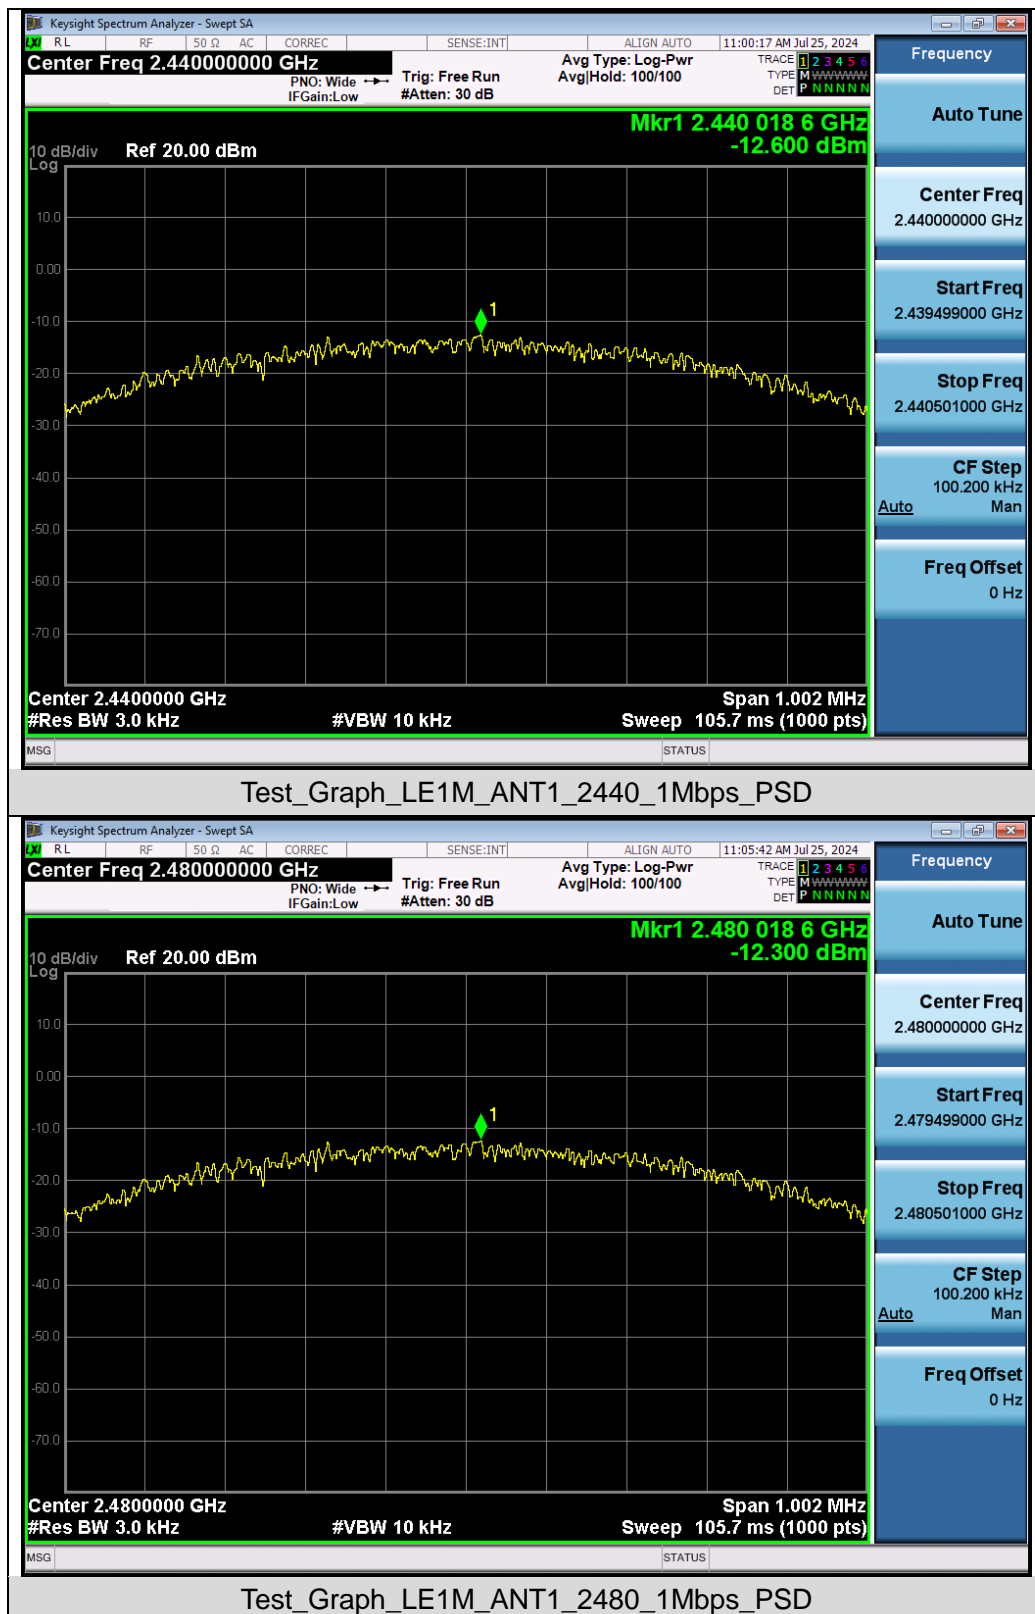 Keysight Spectrum Analyzer - Swept SA
LXI RL RF 50 Ω AC CORREC SENSE:INT ALIGN AUTO 11:00:17 AM Jul 25, 2024
Center Freq 2.440000000 GHz
PNO: Wide
IFGain:Low
Trig: Free Run
#Atten: 30 dB
Avg Type: Log-Pwr
Avg|Hold: 100/100
TRACE 1 2 3 4 5 6
TYPE M WWWWW
DET P N N N N N
Mkr1 2.440 018 6 GHz
-12.600 dBm
10 dB/div Ref 20.00 dBm
Log
10.0
0.00
1
-10.0
-20.0
-30.0
-40.0
-50.0
-60.0
-70.0
Center 2.4400000 GHz Span 1.002 MHz
#Res BW 3.0 kHz #VBW 10 kHz Sweep 105.7 ms (1000 pts)
MSG STATUS
Frequency
Auto Tune
Center Freq
2.440000000 GHz
Start Freq
2.439499000 GHz
Stop Freq
2.440501000 GHz
CF Step
100.200 kHz
Auto Man
Freq Offset
0 Hz
Test_Graph_LE1M_ANT1_2440_1Mbps_PSD
Keysight Spectrum Analyzer - Swept SA
LXI RL RF 50 Ω AC CORREC SENSE:INT ALIGN AUTO 11:05:42 AM Jul 25, 2024
Center Freq 2.480000000 GHz
PNO: Wide
IFGain:Low
Trig: Free Run
#Atten: 30 dB
Avg Type: Log-Pwr
Avg|Hold: 100/100
TRACE 1 2 3 4 5 6
TYPE M WWWWW
DET P N N N N N
Mkr1 2.480 018 6 GHz
-12.300 dBm
10 dB/div Ref 20.00 dBm
Log
10.0
0.00
1
-10.0
-20.0
-30.0
-40.0
-50.0
-60.0
-70.0
Center 2.4800000 GHz Span 1.002 MHz
#Res BW 3.0 kHz #VBW 10 kHz Sweep 105.7 ms (1000 pts)
MSG STATUS
Frequency
Auto Tune
Center Freq
2.480000000 GHz
Start Freq
2.479499000 GHz
Stop Freq
2.480501000 GHz
CF Step
100.200 kHz
Auto Man
Freq Offset
0 Hz
Test_Graph_LE1M_ANT1_2480_1Mbps_PSD